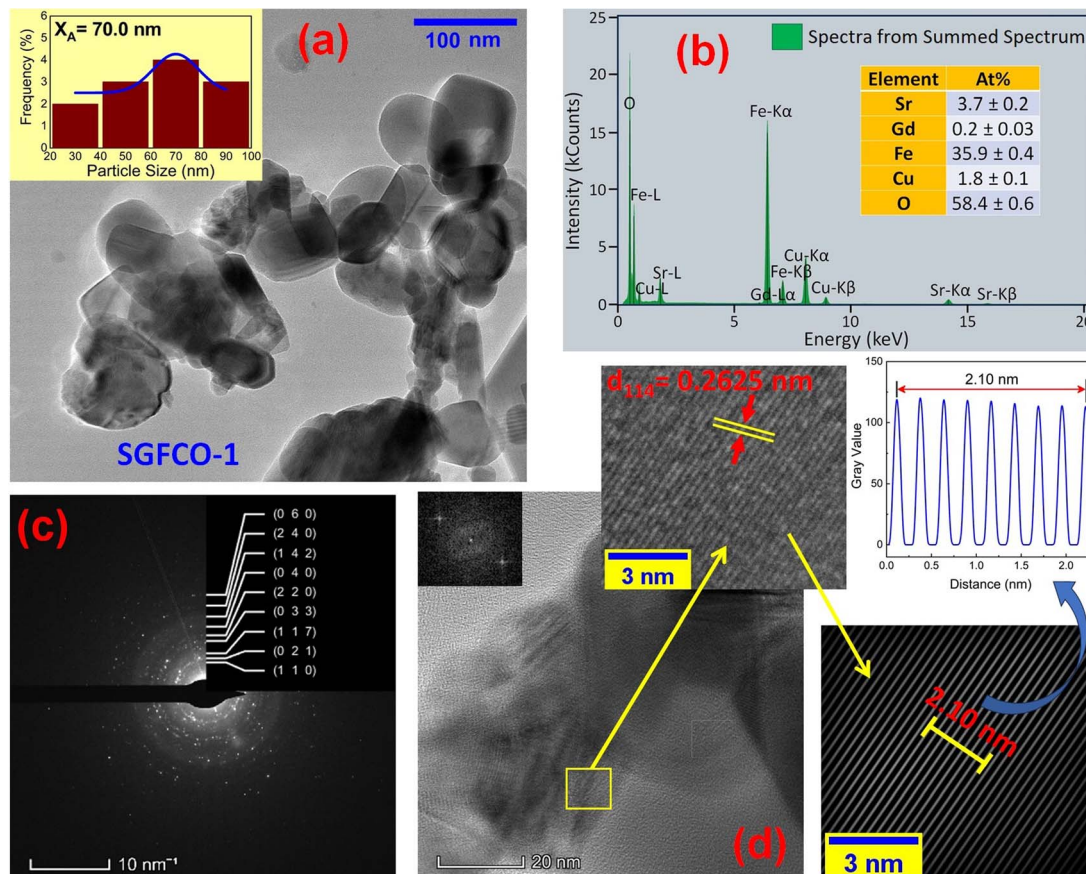 X_A= 70.0 nm
Frequency (%)
6
5
4
3
2
1
0
20 30 40 50 60 70 80 90 100
Particle Size (nm)
(a)
100 nm
SGFCO-1
(b)
Spectra from Summed Spectrum
Element At%
Sr 3.7 ± 0.2
Gd 0.2 ± 0.03
Fe 35.9 ± 0.4
Cu 1.8 ± 0.1
O 58.4 ± 0.6
Intensity (kCounts)
25
20
15
10
5
0
O
Fe-L
Cu-L
Sr-L
Fe-Kα
Gd-Lα
Fe-Kβ
Cu-Kα
Cu-Kβ
Sr-Kα
Sr-Kβ
0 5 10 15 20
Energy (keV)
(c)
(0 6 0)
(2 4 0)
(1 4 2)
(0 4 0)
(2 2 0)
(0 3 3)
(1 1 7)
(0 2 1)
(1 1 0)
10 nm⁻¹
d₁₁₄= 0.2625 nm
3 nm
20 nm
(d)
150
100
50
0
Gray Value
2.10 nm
0.0 0.5 1.0 1.5 2.0
Distance (nm)
2.10 nm
3 nm